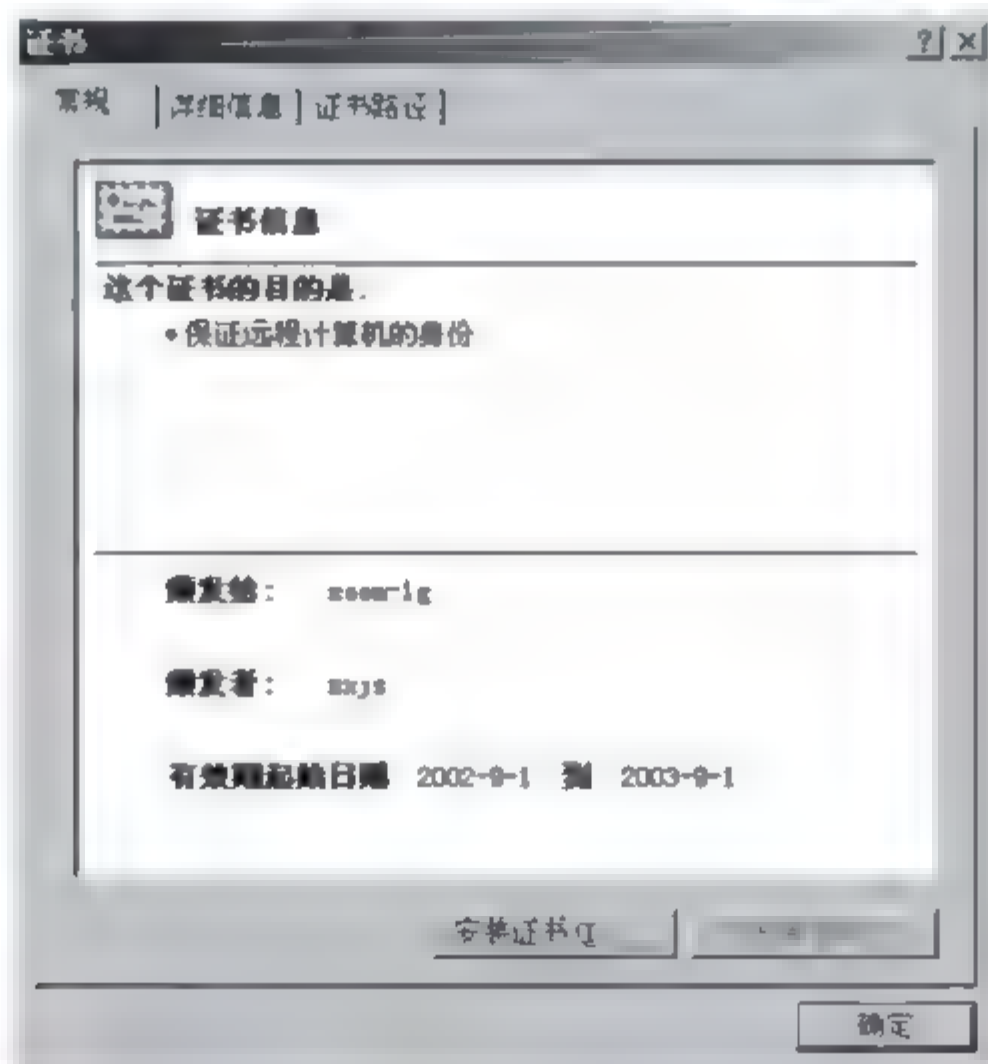 证书
常规 详细信息 证书路径
证书信息
这个证书的目的是:
•保证远程计算机的身份
颁发给:
颁发者:
有效期起始日期 2002-9-1 到 2003-9-1
安装证书
确定